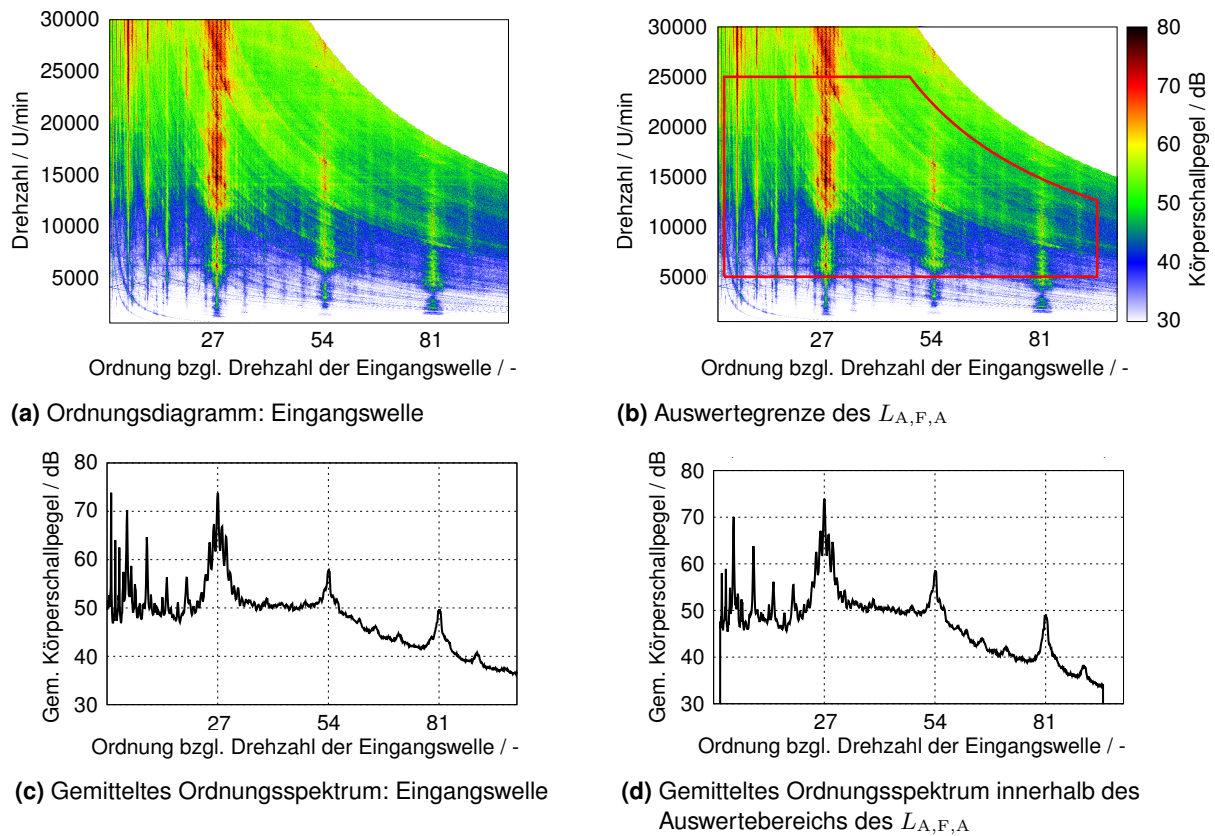 30000
25000
20000
15000
10000
5000
Drehzahl / U/min
27 54 81
Ordnung bzgl. Drehzahl der Eingangswelle / -
(a) Ordnungsdiagramm: Eingangswelle
30000
25000
20000
15000
10000
5000
Drehzahl / U/min
27 54 81
Ordnung bzgl. Drehzahl der Eingangswelle / -
80
70
60
50
40
30
Körperschallpegel / dB
(b) Auswertegrenze des L_A,F,A
80
70
60
50
40
30
Gem. Körperschallpegel / dB
27 54 81
Ordnung bzgl. Drehzahl der Eingangswelle / -
(c) Gemitteltes Ordnungsspektrum: Eingangswelle
80
70
60
50
40
30
Gem. Körperschallpegel / dB
27 54 81
Ordnung bzgl. Drehzahl der Eingangswelle / -
(d) Gemitteltes Ordnungsspektrum innerhalb des
Auswertebereichs des L_A,F,A